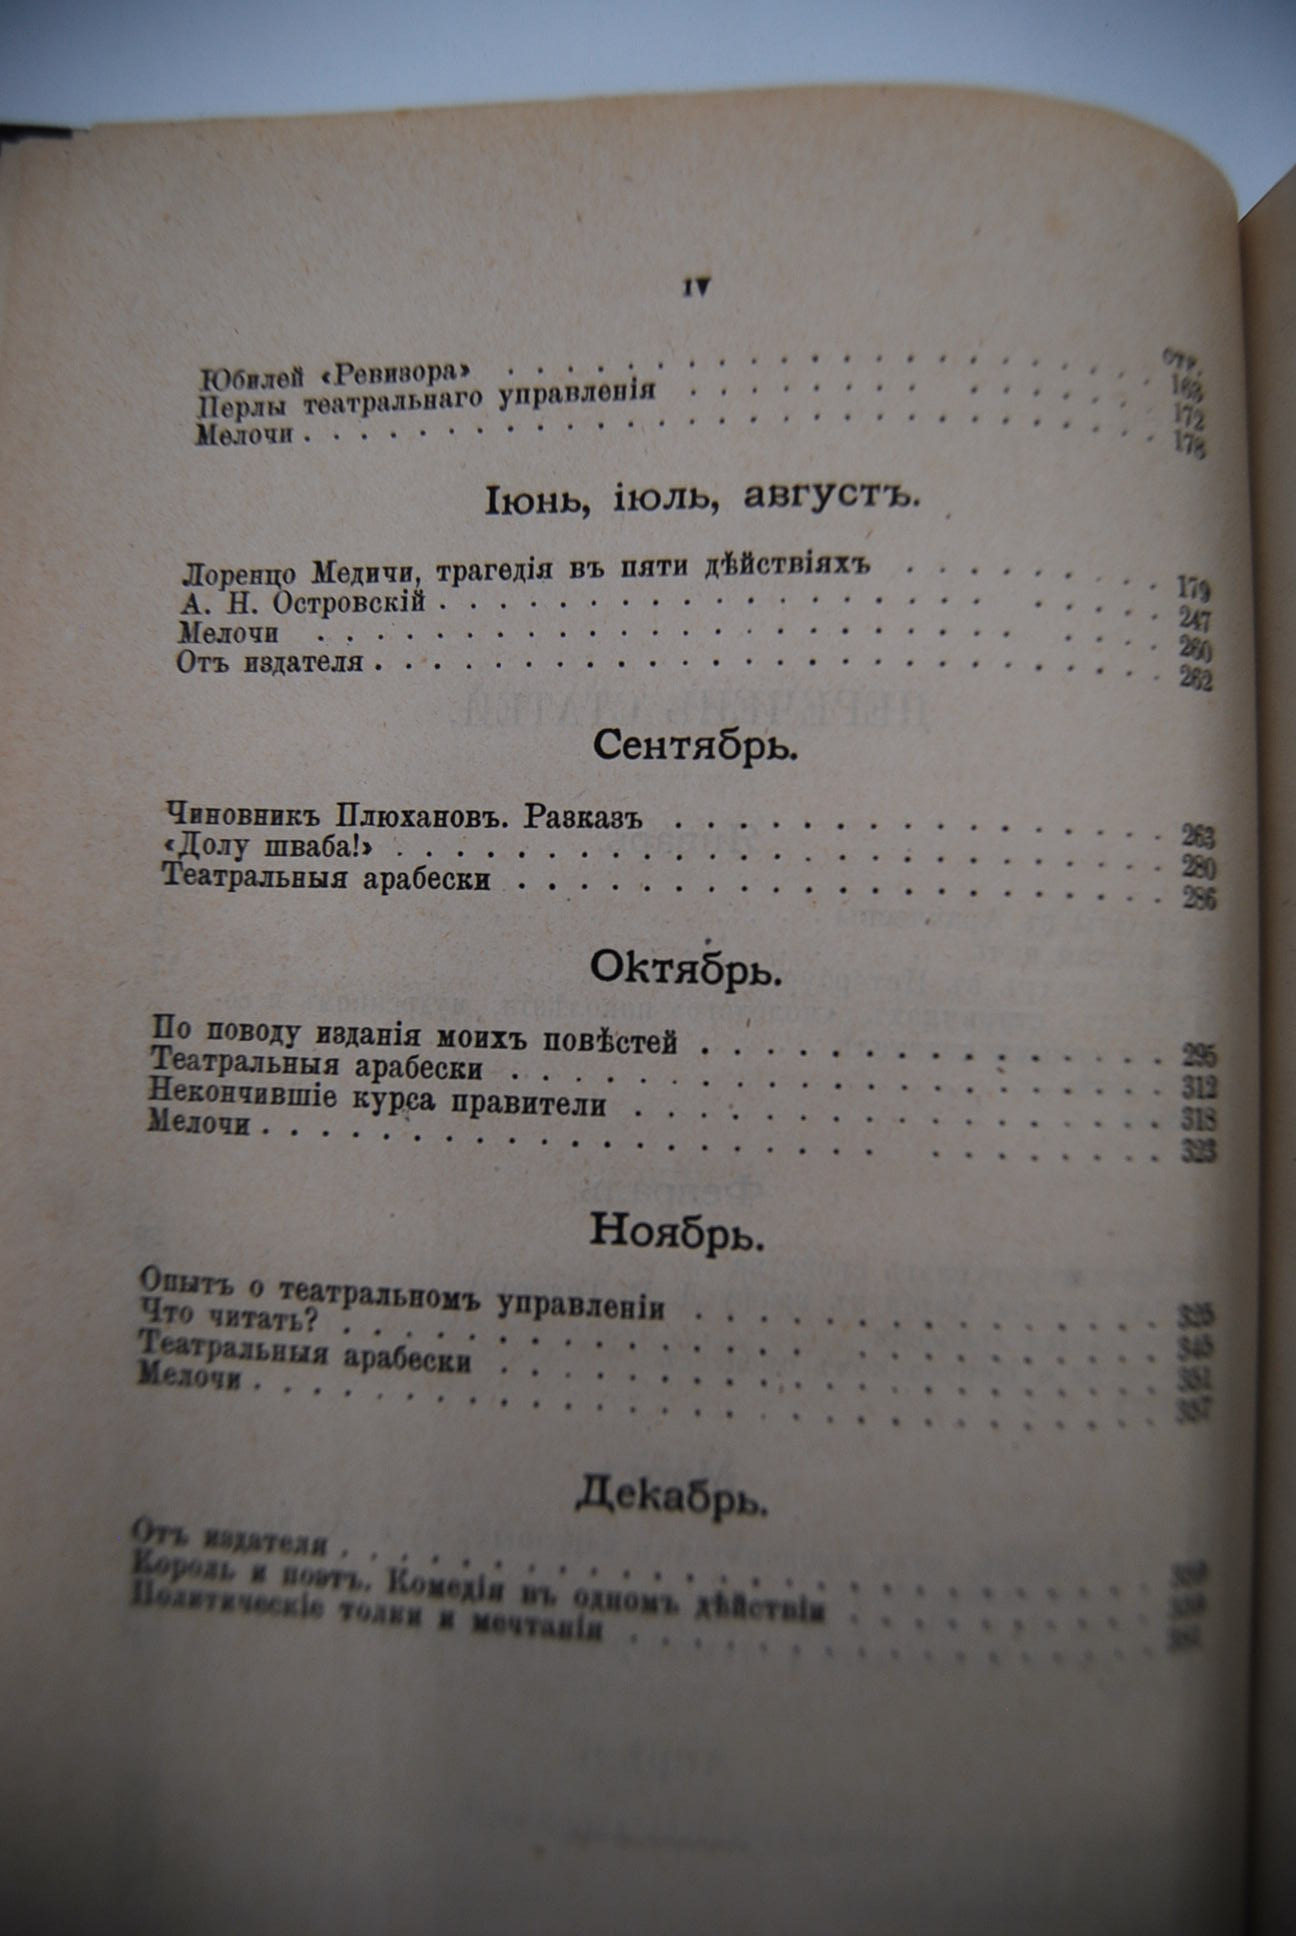 IV
стр.
Юбилей «Ревизора» . . . . . . . . . . . . . . . . . . . . . 163
Перлы театральнаго управленія . . . . . . . . . . . . . . . 172
Мелочи . . . . . . . . . . . . . . . . . . . . . . . . . . . 178
Іюнь, іюль, августъ.
Лоренцо Медичи, трагедія въ пяти дѣйствіяхъ . . . . . . . . . 179
А. Н. Островскій . . . . . . . . . . . . . . . . . . . . . . 247
Мелочи . . . . . . . . . . . . . . . . . . . . . . . . . . . 260
Отъ издателя . . . . . . . . . . . . . . . . . . . . . . . . 262
Сентябрь.
Чиновникъ Плюхановъ. Разказъ . . . . . . . . . . . . . . . . 263
«Долу шваба!» . . . . . . . . . . . . . . . . . . . . . . . . 280
Театральныя арабески . . . . . . . . . . . . . . . . . . . . 286
Октябрь.
По поводу изданія моихъ повѣстей . . . . . . . . . . . . . . 295
Театральныя арабески . . . . . . . . . . . . . . . . . . . . 312
Некончившіе курса правители . . . . . . . . . . . . . . . . . 318
Мелочи . . . . . . . . . . . . . . . . . . . . . . . . . . . 323
Ноябрь.
Опытъ о театральномъ управленіи . . . . . . . . . . . . . . .
Что читать? . . . . . . . . . . . . . . . . . . . . . . . . . 345
Театральныя арабески . . . . . . . . . . . . . . . . . . . .
Мелочи . . . . . . . . . . . . . . . . . . . . . . . . . . .
Декабрь.
Отъ издателя . . . . . . . . . . . . . . . . . . . . . . . .
Король и поэтъ. Комедія въ одномъ дѣйствіи . . . . . . . . .
Политическіе толки и мечтанія . . . . . . . . . . . . . . . .